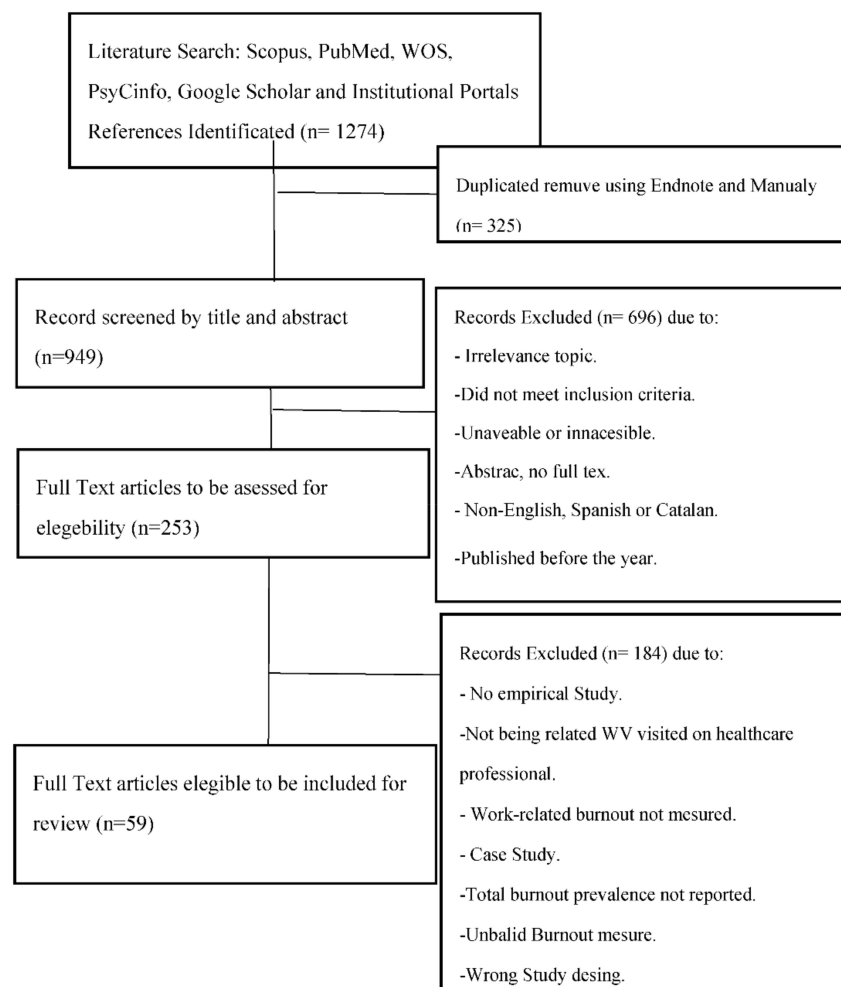 Literature Search: Scopus, PubMed, WOS,
PsyCinfo, Google Scholar and Institutional Portals
References Identificated (n= 1274)
Duplicated remuve using Endnote and Manualy
(n= 325)
Record screened by title and abstract
(n=949)
Records Excluded (n= 696) due to:
- Irrelevance topic.
-Did not meet inclusion criteria.
-Unaveable or innacesible.
-Abstrac, no full tex.
- Non-English, Spanish or Catalan.
-Published before the year.
Full Text articles to be asessed for
elegebility (n=253)
Records Excluded (n= 184) due to:
- No empirical Study.
-Not being related WV visited on healthcare
professional.
- Work-related burnout not mesured.
- Case Study.
-Total burnout prevalence not reported.
-Unbalid Burnout mesure.
-Wrong Study desing.
Full Text articles elegible to be included for
review (n=59)